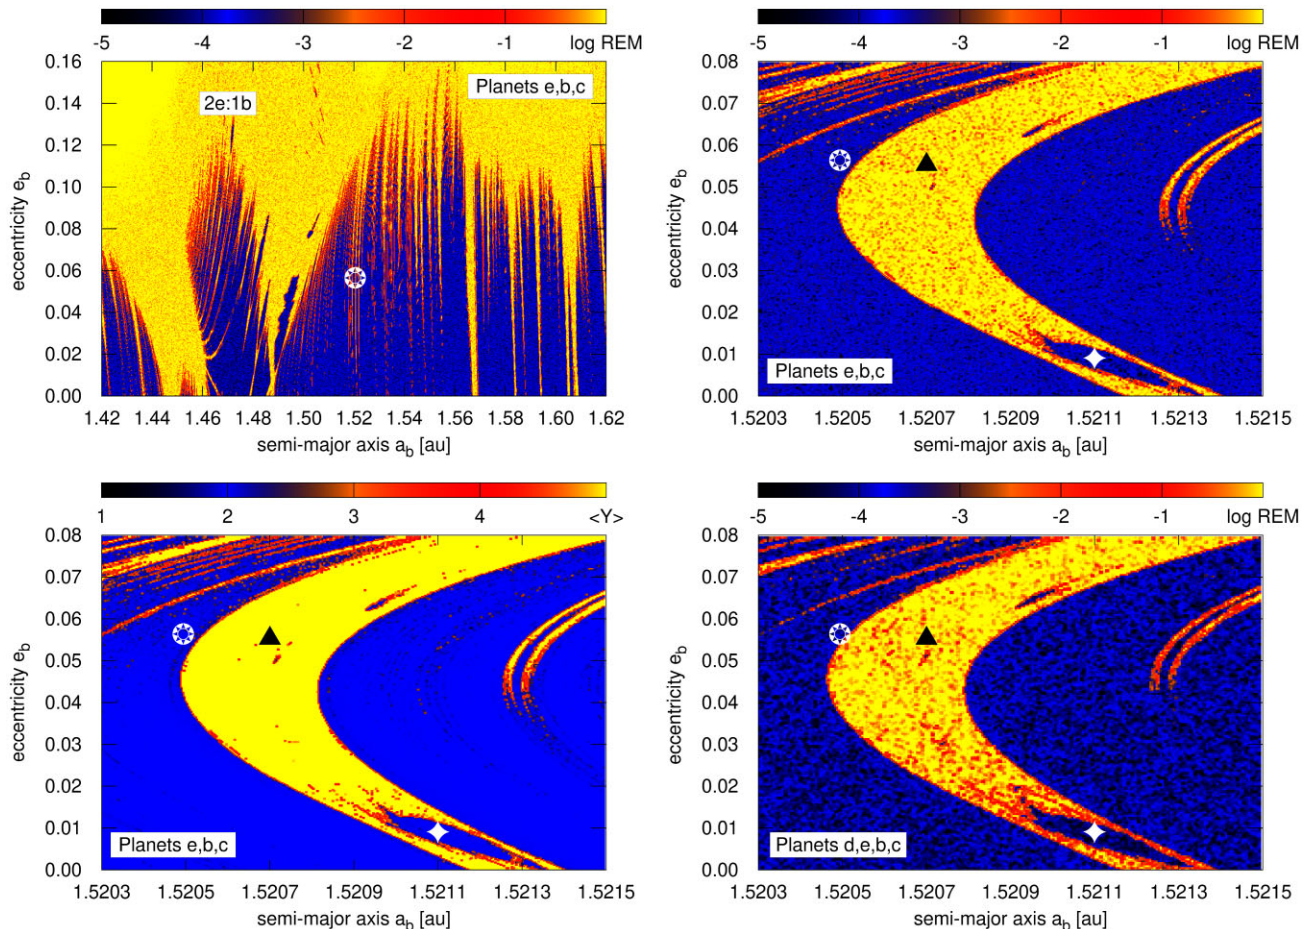 -5 -4 -3 -2 -1 log REM
0.16
0.14
0.12
0.10
0.08
0.06
0.04
0.02
0.00
eccentricity e_b
2e:1b
Planets e,b,c
1.42 1.44 1.46 1.48 1.50 1.52 1.54 1.56 1.58 1.60 1.62
semi-major axis a_b [au]
-5 -4 -3 -2 -1 log REM
0.08
0.07
0.06
0.05
0.04
0.03
0.02
0.01
0.00
eccentricity e_b
Planets e,b,c
1.5203 1.5205 1.5207 1.5209 1.5211 1.5213 1.5215
semi-major axis a_b [au]
1 2 3 4 <Y>
0.08
0.07
0.06
0.05
0.04
0.03
0.02
0.01
0.00
eccentricity e_b
Planets e,b,c
1.5203 1.5205 1.5207 1.5209 1.5211 1.5213 1.5215
semi-major axis a_b [au]
-5 -4 -3 -2 -1 log REM
0.08
0.07
0.06
0.05
0.04
0.03
0.02
0.01
0.00
eccentricity e_b
Planets d,e,b,c
1.5203 1.5205 1.5207 1.5209 1.5211 1.5213 1.5215
semi-major axis a_b [au]